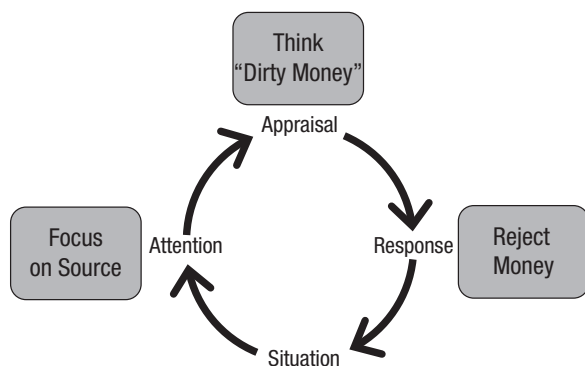 Think
“Dirty Money”
Appraisal
Focus
on Source
Attention
Response
Reject
Money
Situation